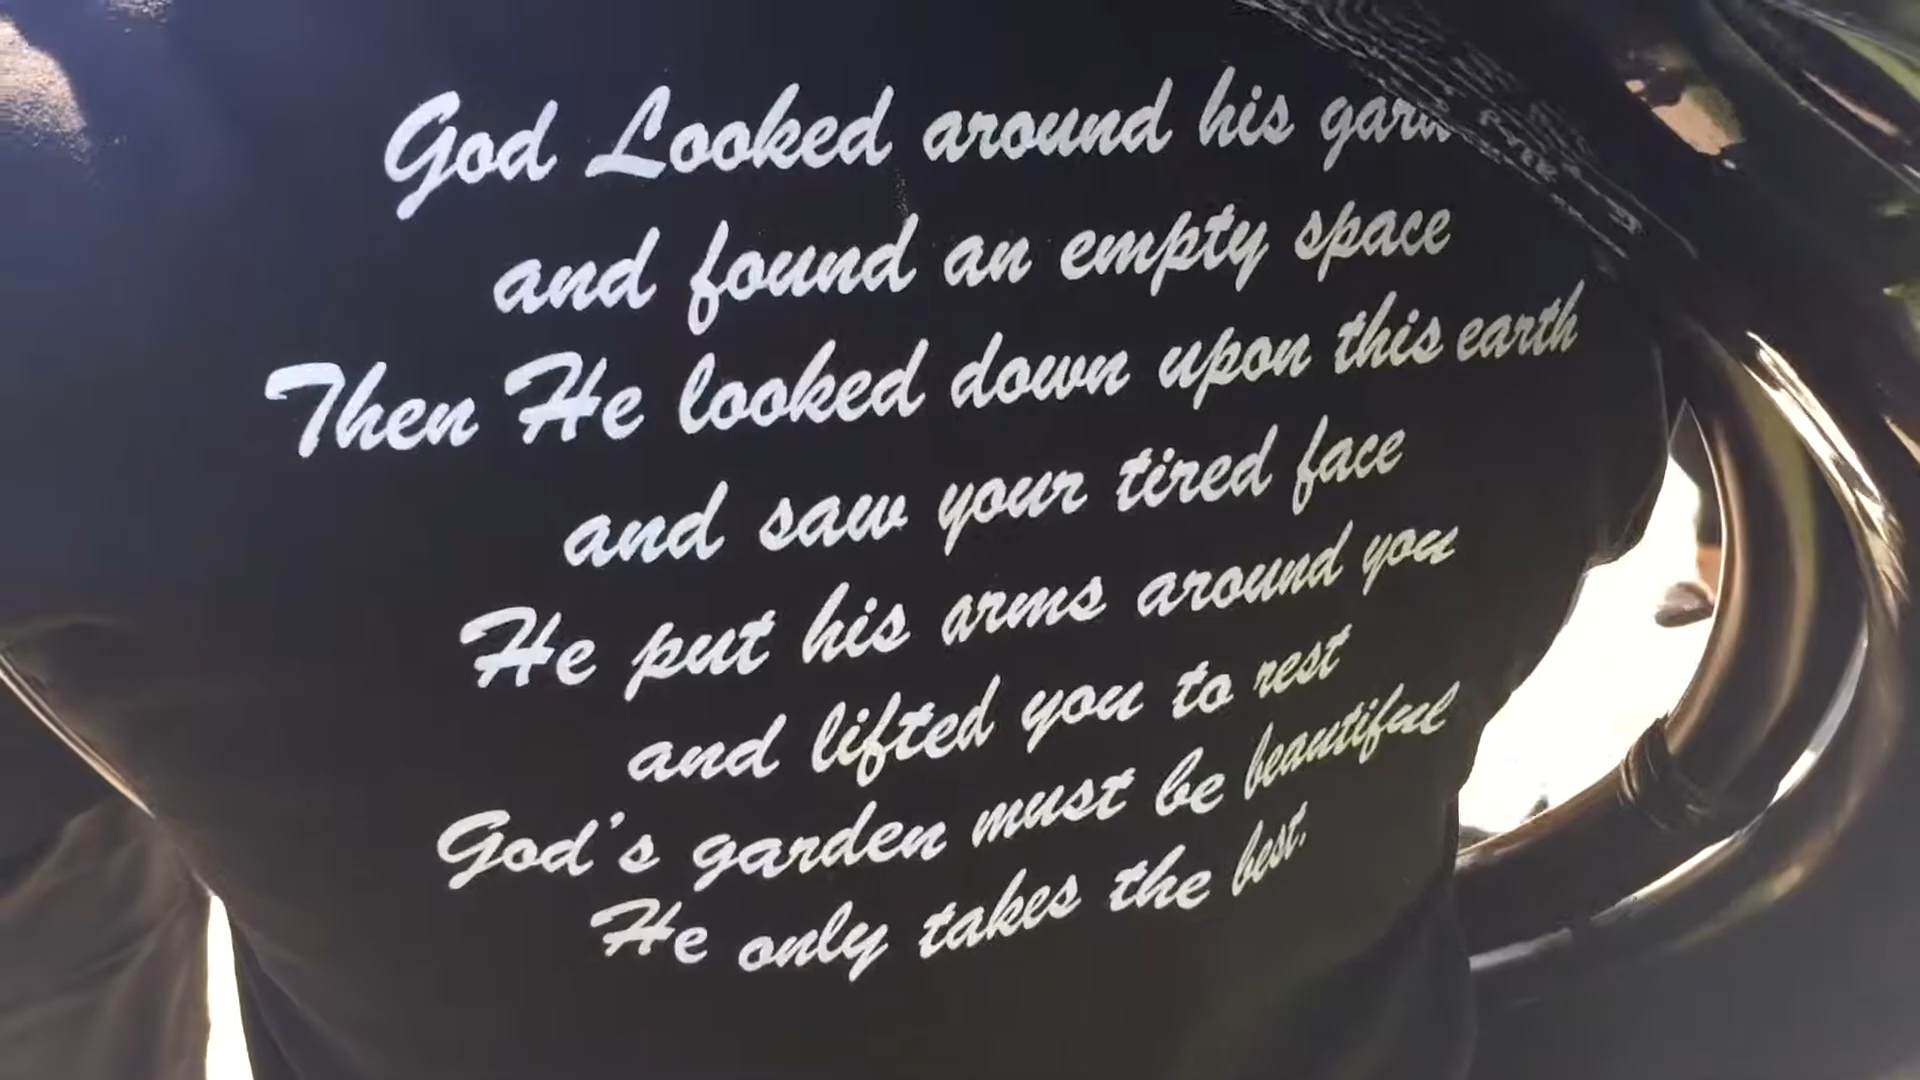 God Looked around his
and found an empty space
Then He looked down upon this earth
and saw your tired face
He put his arms around you
and lifted you to rest
God's garden must be beautiful
He only takes the best.